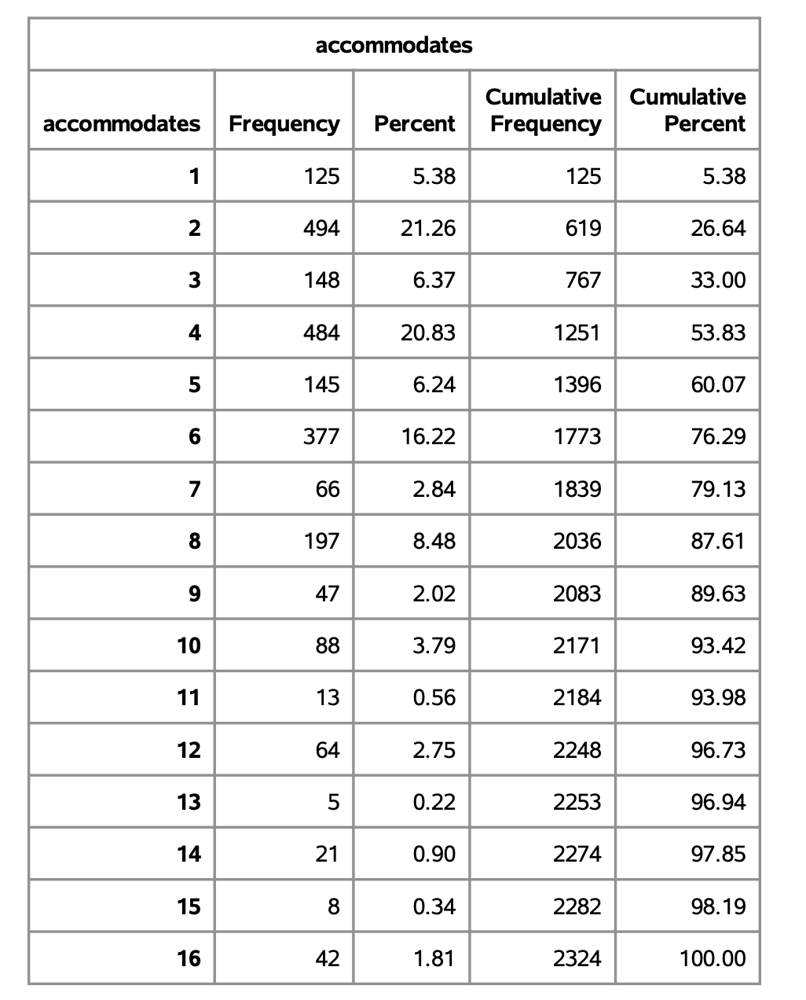 accommodates
accommodates Frequency Percent Cumulative Frequency Cumulative Percent
1 125 5.38 125 5.38
2 494 21.26 619 26.64
3 148 6.37 767 33.00
4 484 20.83 1251 53.83
5 145 6.24 1396 60.07
6 377 16.22 1773 76.29
7 66 2.84 1839 79.13
8 197 8.48 2036 87.61
9 47 2.02 2083 89.63
10 88 3.79 2171 93.42
11 13 0.56 2184 93.98
12 64 2.75 2248 96.73
13 5 0.22 2253 96.94
14 21 0.90 2274 97.85
15 8 0.34 2282 98.19
16 42 1.81 2324 100.00